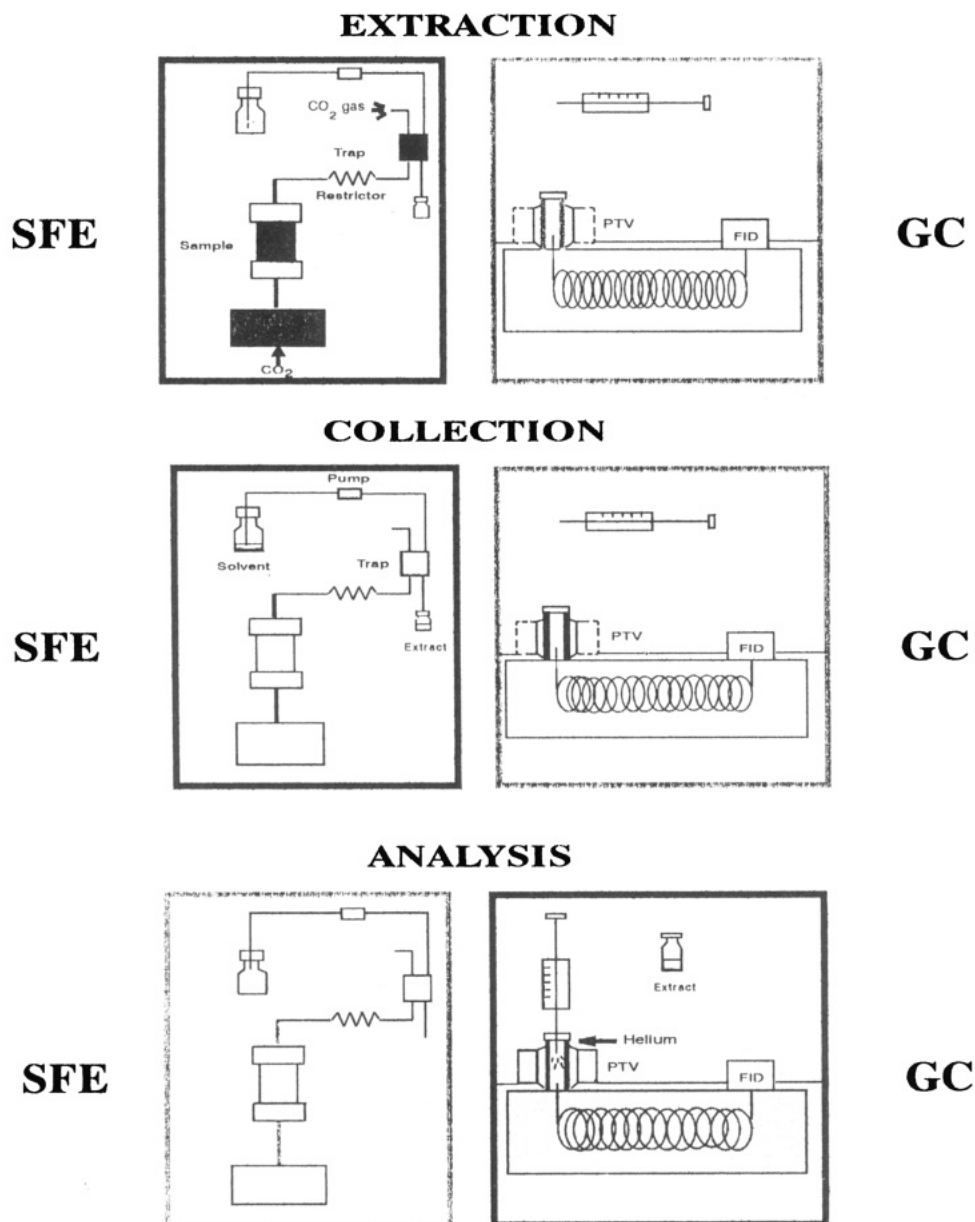 EXTRACTION
CO2 gas
Trap
Restrictor
Sample
CO2
SFE
PTV
FID
GC
COLLECTION
Pump
Solvent
Trap
Extract
SFE
PTV
FID
GC
ANALYSIS
SFE
Extract
Helium
PTV
FID
GC